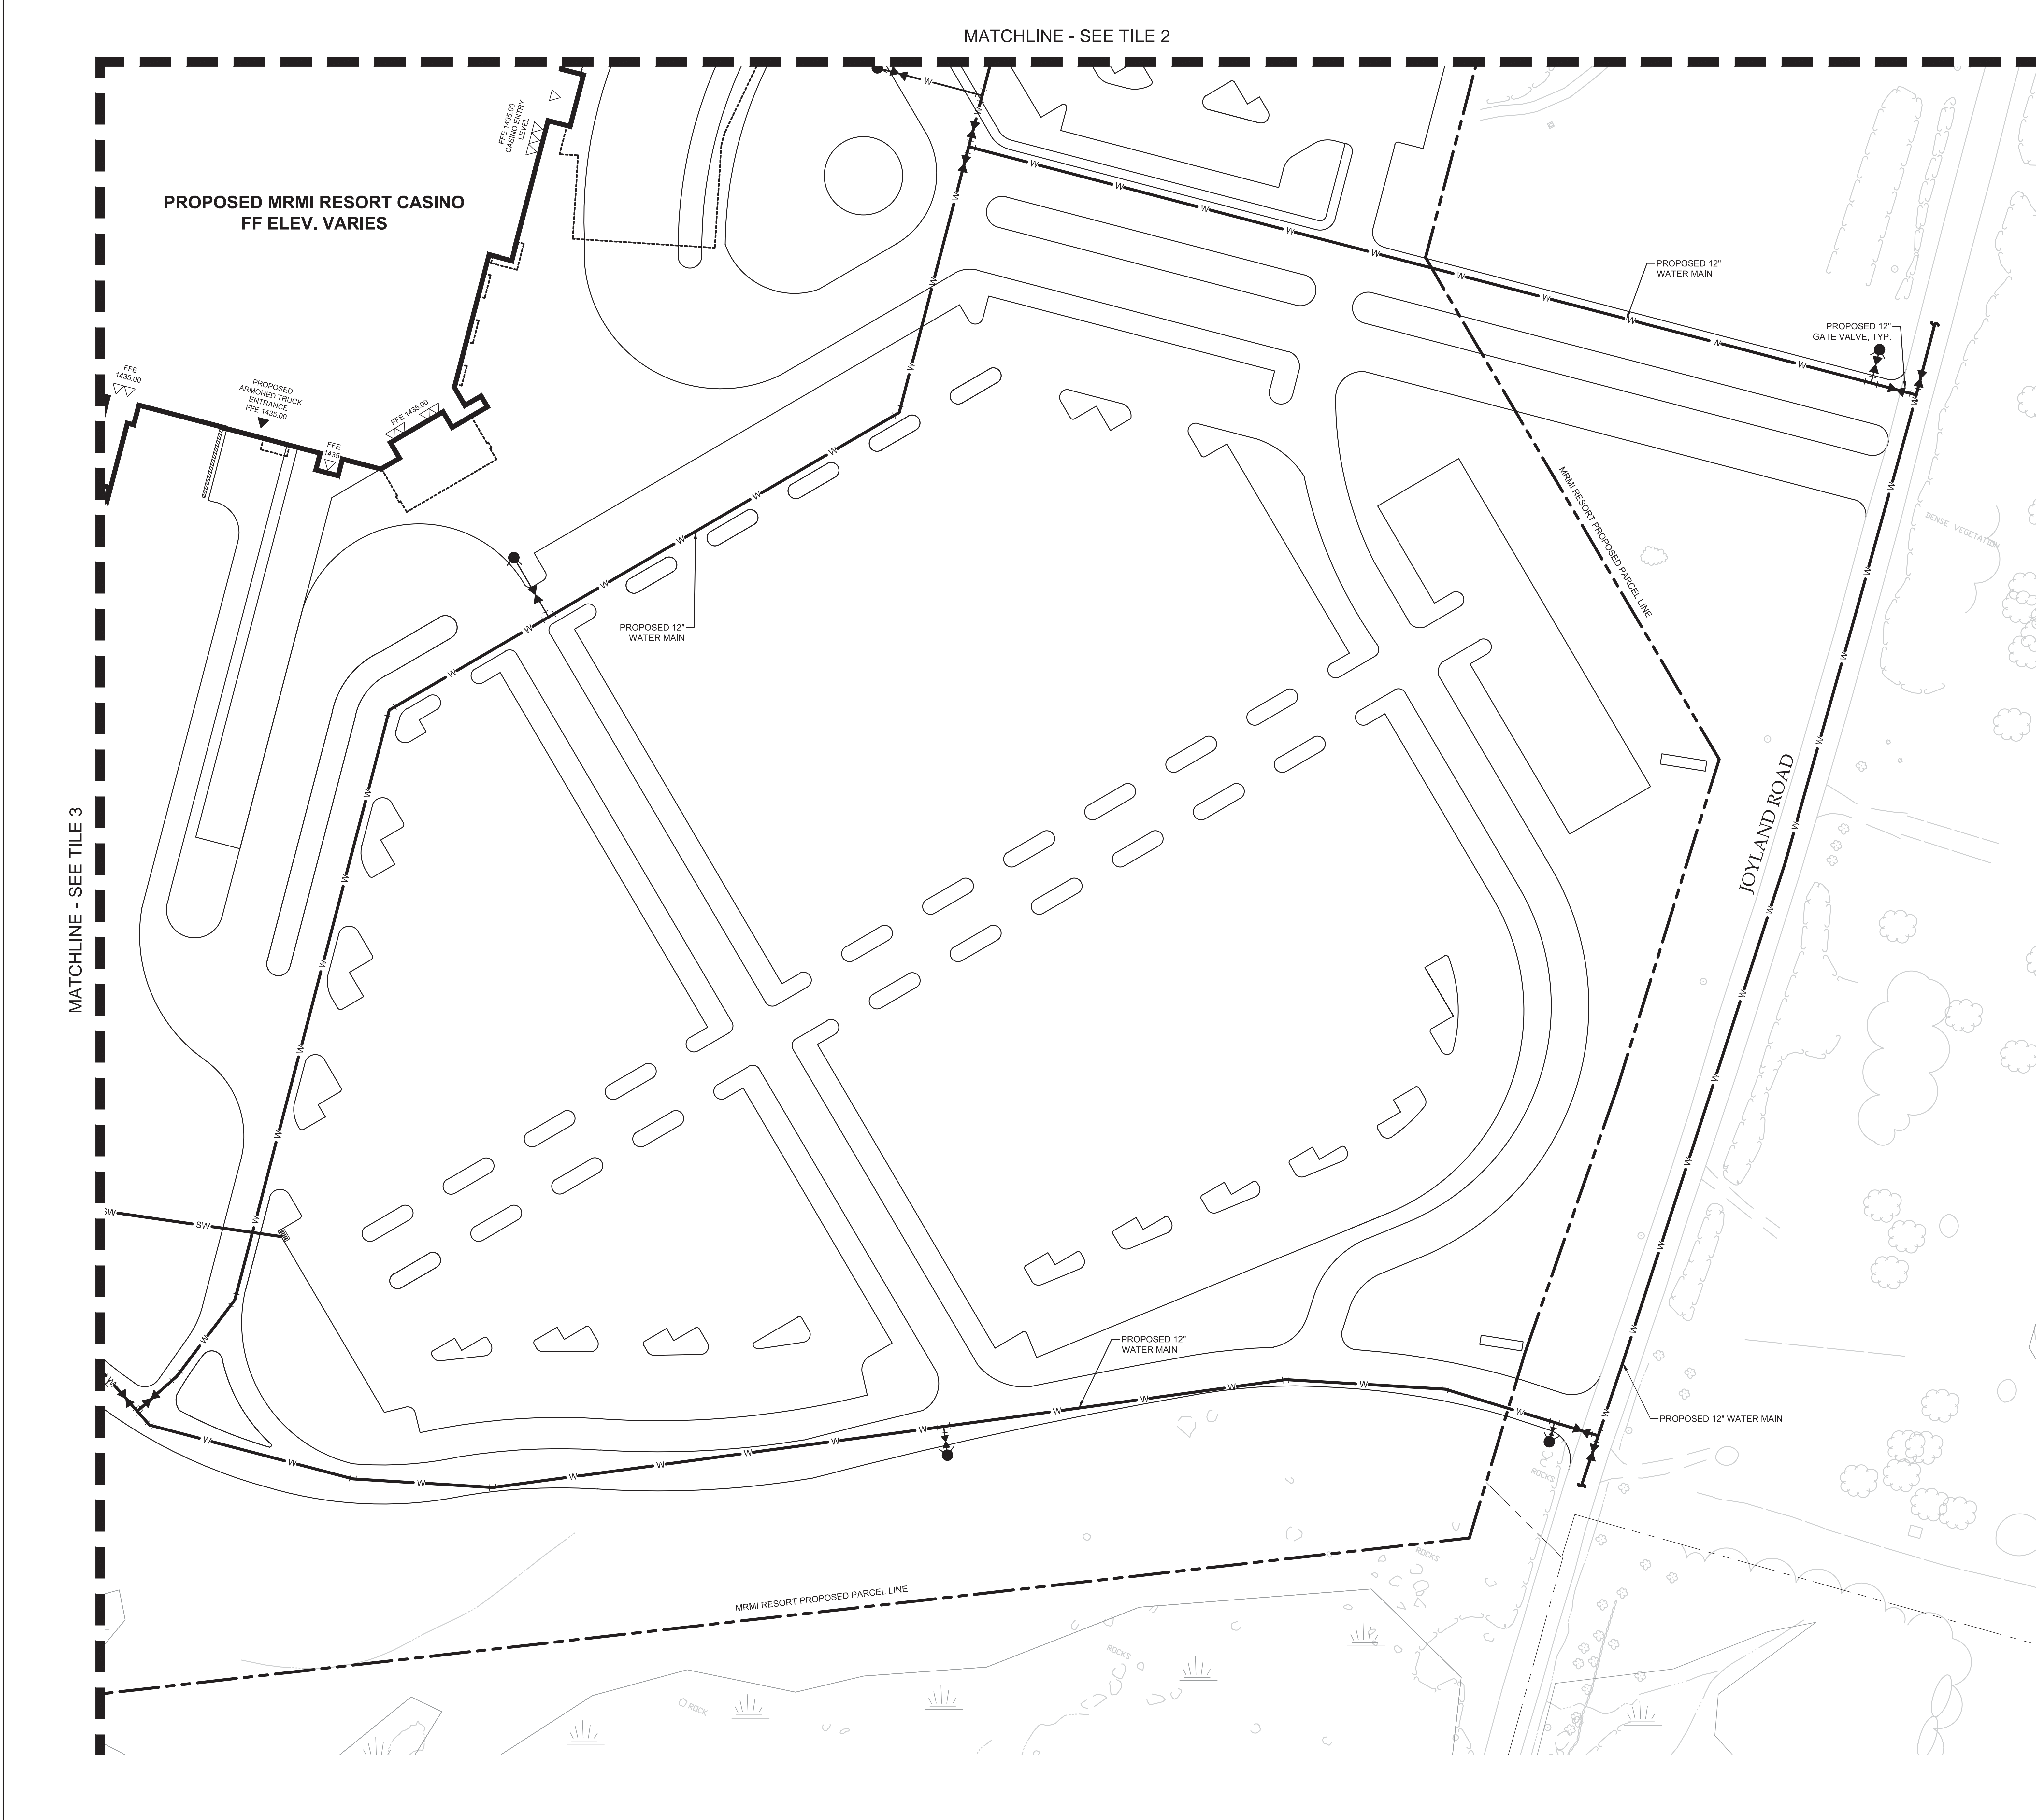 MATCHLINE - SEE TILE 2
FFE 1435.00
CASINO ENTRY
LEVEL
PROPOSED MRMI RESORT CASINO
FF ELEV. VARIES
W
W
W
W
W
W
W
W
PROPOSED 12"
WATER MAIN
W
W
W
W
W
W
PROPOSED 12"
GATE VALVE, TYP.
W
W
FFE
1435.00
PROPOSED
ARMORED TRUCK
ENTRANCE
FFE 1435.00
FFE 1435.00
FFE
1435
W
W
W
W
W
W
W
W
MRMI RESORT PROPOSED PARCEL LINE
DENSE VEGETATION
PROPOSED 12"
WATER MAIN
W
W
W
W
JOYLAND ROAD
MATCHLINE - SEE TILE 3
W
W
W
W
W
W
W
W
W
SW
SW
W
W
W
W
W
W
PROPOSED 12"
WATER MAIN
PROPOSED 12" WATER MAIN
W
W
W
W
W
W
W
W
W
W
W
W
W
W
ROCKS
ROCKS
MRMI RESORT PROPOSED PARCEL LINE
ROCKS
ROCK